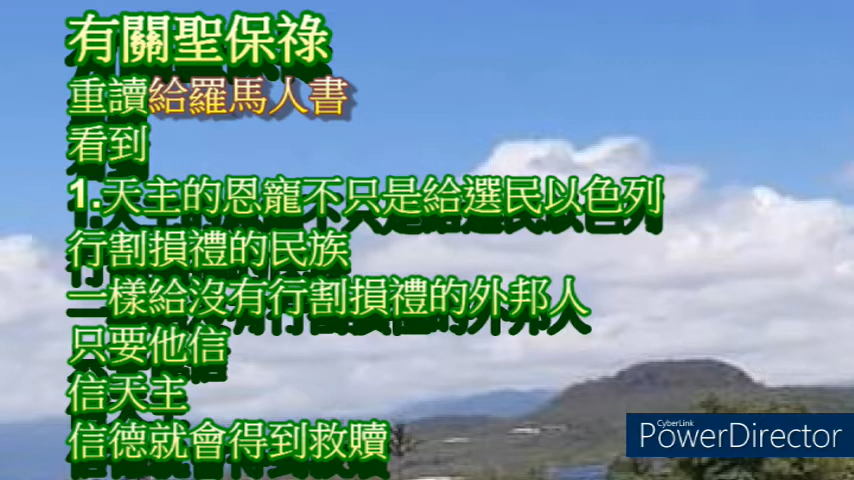 有關聖保祿
重讀給羅馬人書
看到
1.天主的恩寵不只是給選民以色列
行割損禮的民族
一樣給沒有行割損禮的外邦人
只要他信
信天主
信德就會得到救贖
CyberLink
PowerDirector